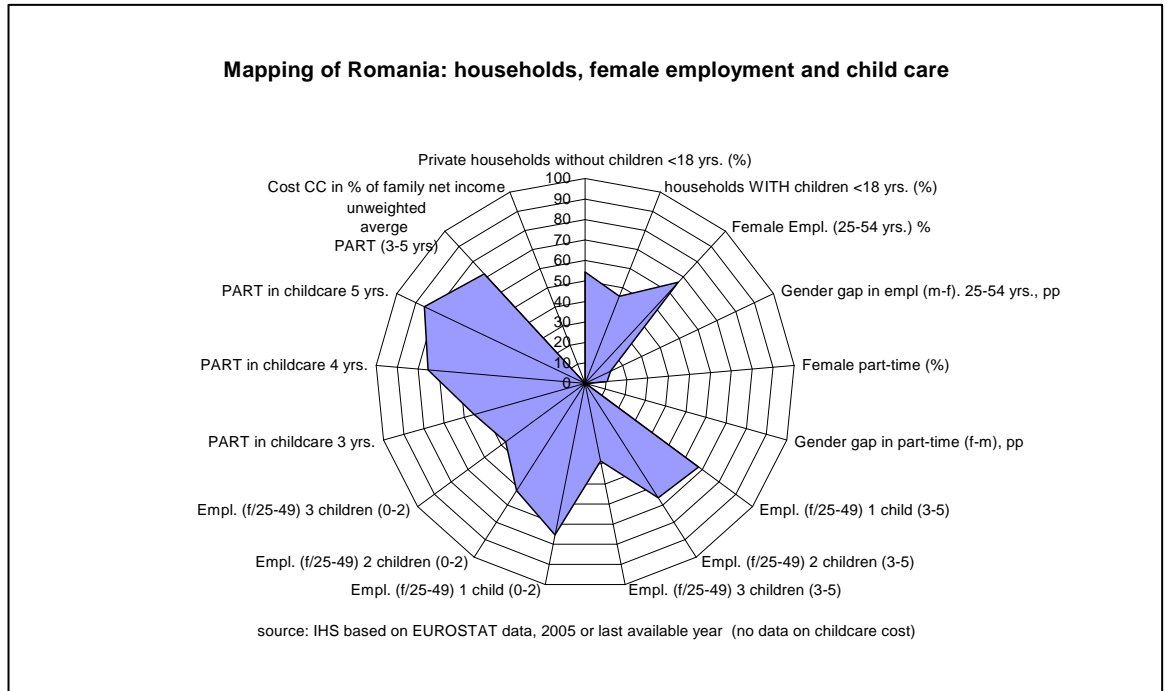 Mapping of Romania: households, female employment and child care
Private households without children <18 yrs. (%)
households WITH children <18 yrs. (%)
Female Empl. (25-54 yrs.) %
Gender gap in empl (m-f). 25-54 yrs., pp
Female part-time (%)
Gender gap in part-time (f-m), pp
Empl. (f/25-49) 1 child (3-5)
Empl. (f/25-49) 2 children (3-5)
Empl. (f/25-49) 3 children (3-5)
Empl. (f/25-49) 1 child (0-2)
Empl. (f/25-49) 2 children (0-2)
Empl. (f/25-49) 3 children (0-2)
PART in childcare 3 yrs.
PART in childcare 4 yrs.
PART in childcare 5 yrs.
unweighted
averge
PART (3-5 yrs)
Cost CC in % of family net income
100
90
80
70
60
50
40
30
20
10
0
source: IHS based on EUROSTAT data, 2005 or last available year (no data on childcare cost)